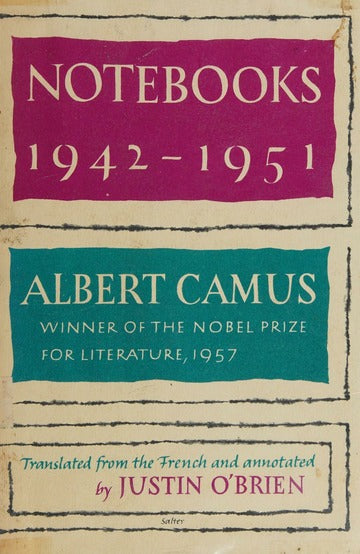 NOTEBOOKS
1942–1951
ALBERT CAMUS
WINNER OF THE NOBEL PRIZE
FOR LITERATURE, 1957
Translated from the French and annotated
by JUSTIN O'BRIEN
Salter